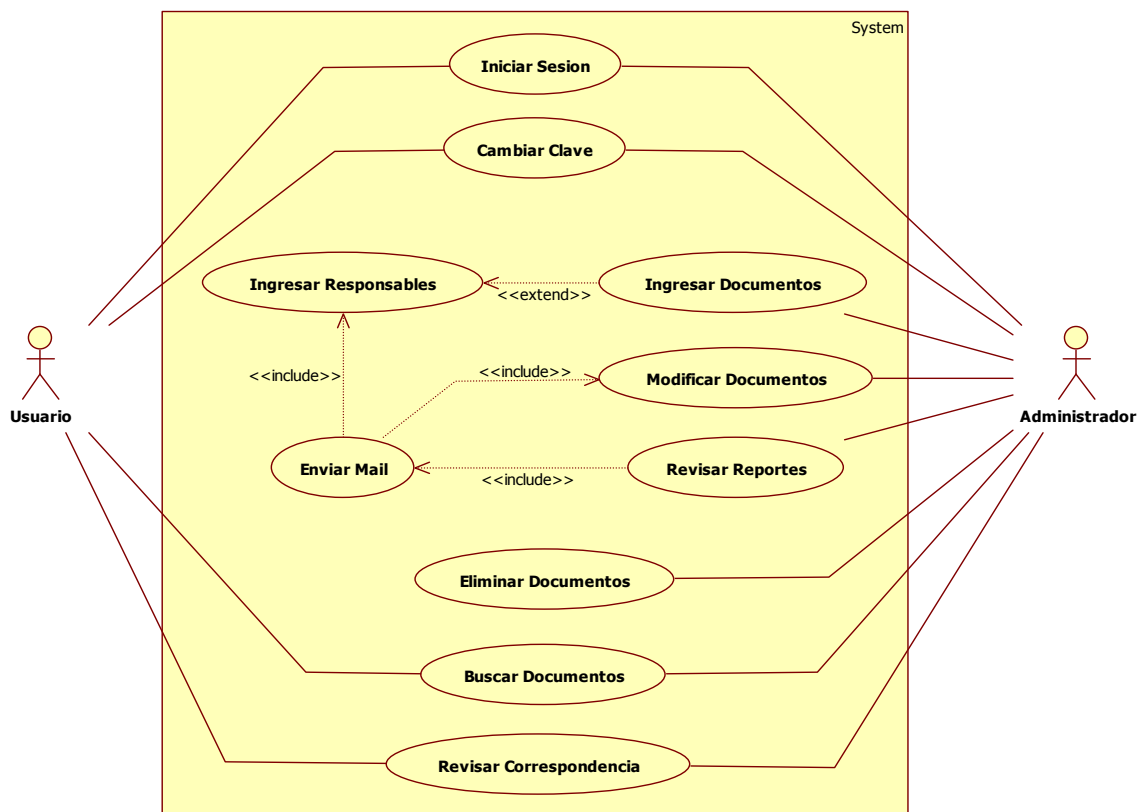 System
Iniciar Sesion
Cambiar Clave
Ingresar Responsables
Ingresar Documentos
<<extend>>
<<include>>
<<include>>
Modificar Documentos
Usuario
Administrador
Enviar Mail
Revisar Reportes
<<include>>
Eliminar Documentos
Buscar Documentos
Revisar Correspondencia